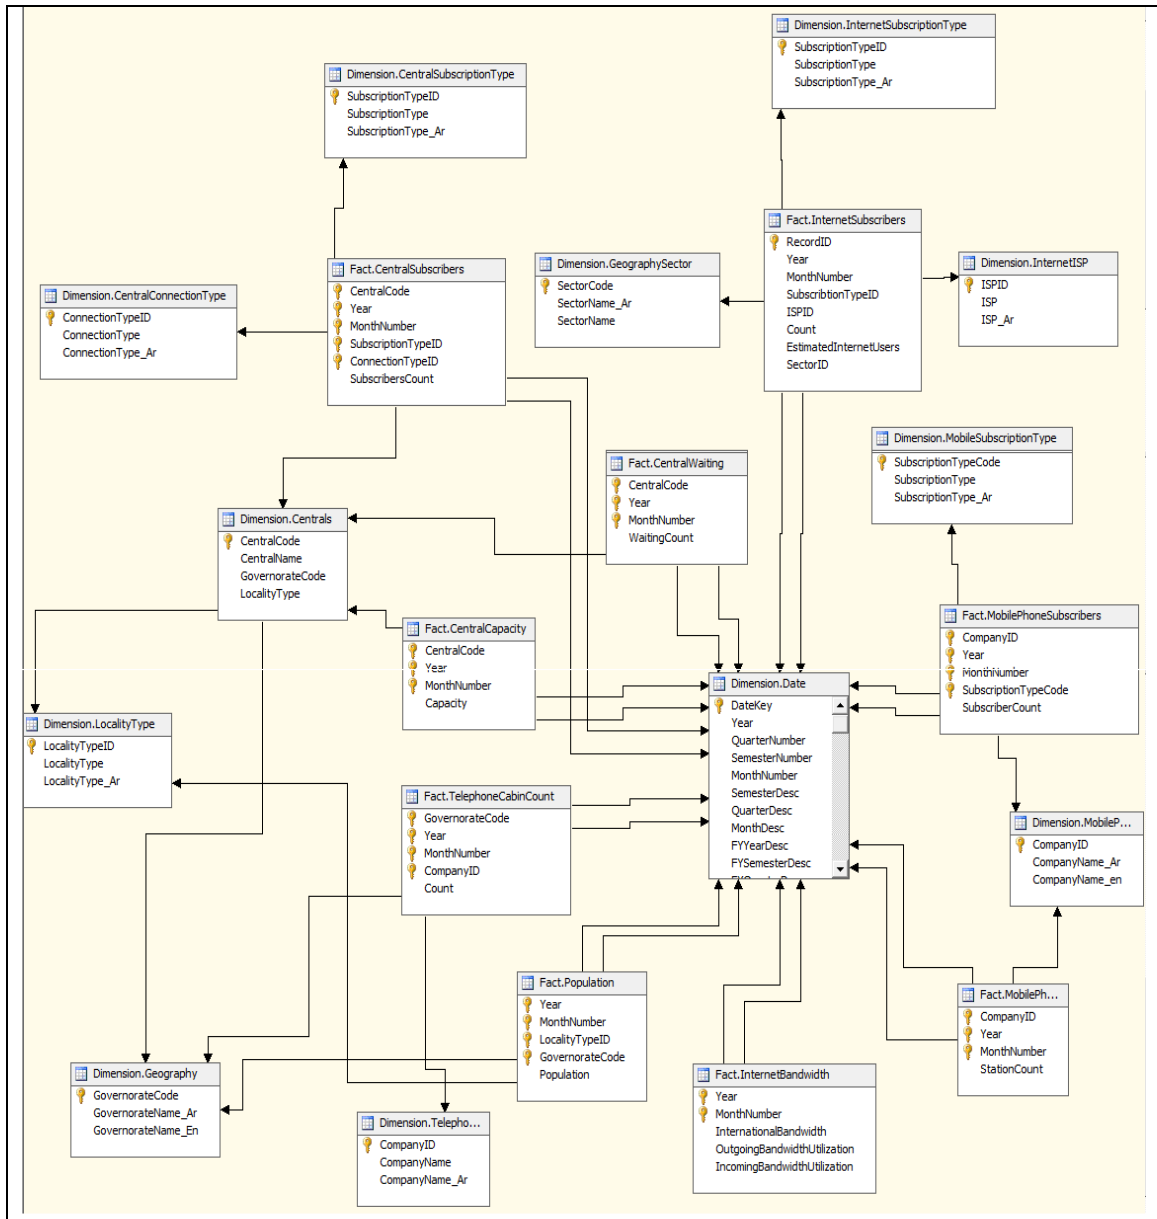 Dimension.InternetSubscriptionType
SubscriptionTypeID
SubscriptionType
SubscriptionType_Ar
Dimension.CentralSubscriptionType
SubscriptionTypeID
SubscriptionType
SubscriptionType_Ar
Fact.InternetSubscribers
RecordID
Year
MonthNumber
SubscribtionTypeID
ISPID
Count
EstimatedInternetUsers
SectorID
Dimension.GeographySector
SectorCode
SectorName_Ar
SectorName
Dimension.InternetISP
ISPID
ISP
ISP_Ar
Fact.CentralSubscribers
CentralCode
Year
MonthNumber
SubscriptionTypeID
ConnectionTypeID
SubscribersCount
Dimension.CentralConnectionType
ConnectionTypeID
ConnectionType
ConnectionType_Ar
Dimension.MobileSubscriptionType
SubscriptionTypeCode
SubscriptionType
SubscriptionType_Ar
Fact.CentralWaiting
CentralCode
Year
MonthNumber
WaitingCount
Dimension.Centrals
CentralCode
CentralName
GovernorateCode
LocalityType
Fact.CentralCapacity
CentralCode
Year
MonthNumber
Capacity
Fact.MobilePhoneSubscribers
CompanyID
Year
MonthNumber
SubscriptionTypeCode
SubscriberCount
Dimension.Date
DateKey
Year
QuarterNumber
SemesterNumber
MonthNumber
SemesterDesc
QuarterDesc
MonthDesc
FYYearDesc
FYSemesterDesc
Dimension.LocalityType
LocalityTypeID
LocalityType
LocalityType_Ar
Fact.TelephoneCabinCount
GovernorateCode
Year
MonthNumber
CompanyID
Count
Dimension.MobileP...
CompanyID
CompanyName_Ar
CompanyName_en
Fact.Population
Year
MonthNumber
LocalityTypeID
GovernorateCode
Population
Fact.MobilePh...
CompanyID
Year
MonthNumber
StationCount
Dimension.Geography
GovernorateCode
GovernorateName_Ar
GovernorateName_En
Fact.InternetBandwidth
Year
MonthNumber
InternationalBandwidth
OutgoingBandwidthUtilization
IncomingBandwidthUtilization
Dimension.Telepho...
CompanyID
CompanyName
CompanyName_Ar